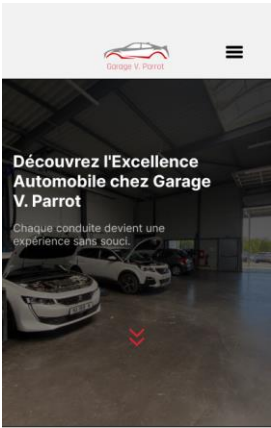 Garage V. Parrot
Découvrez l'Excellence
Automobile chez Garage
V. Parrot
Chaque conduite devient une
expérience sans souci.